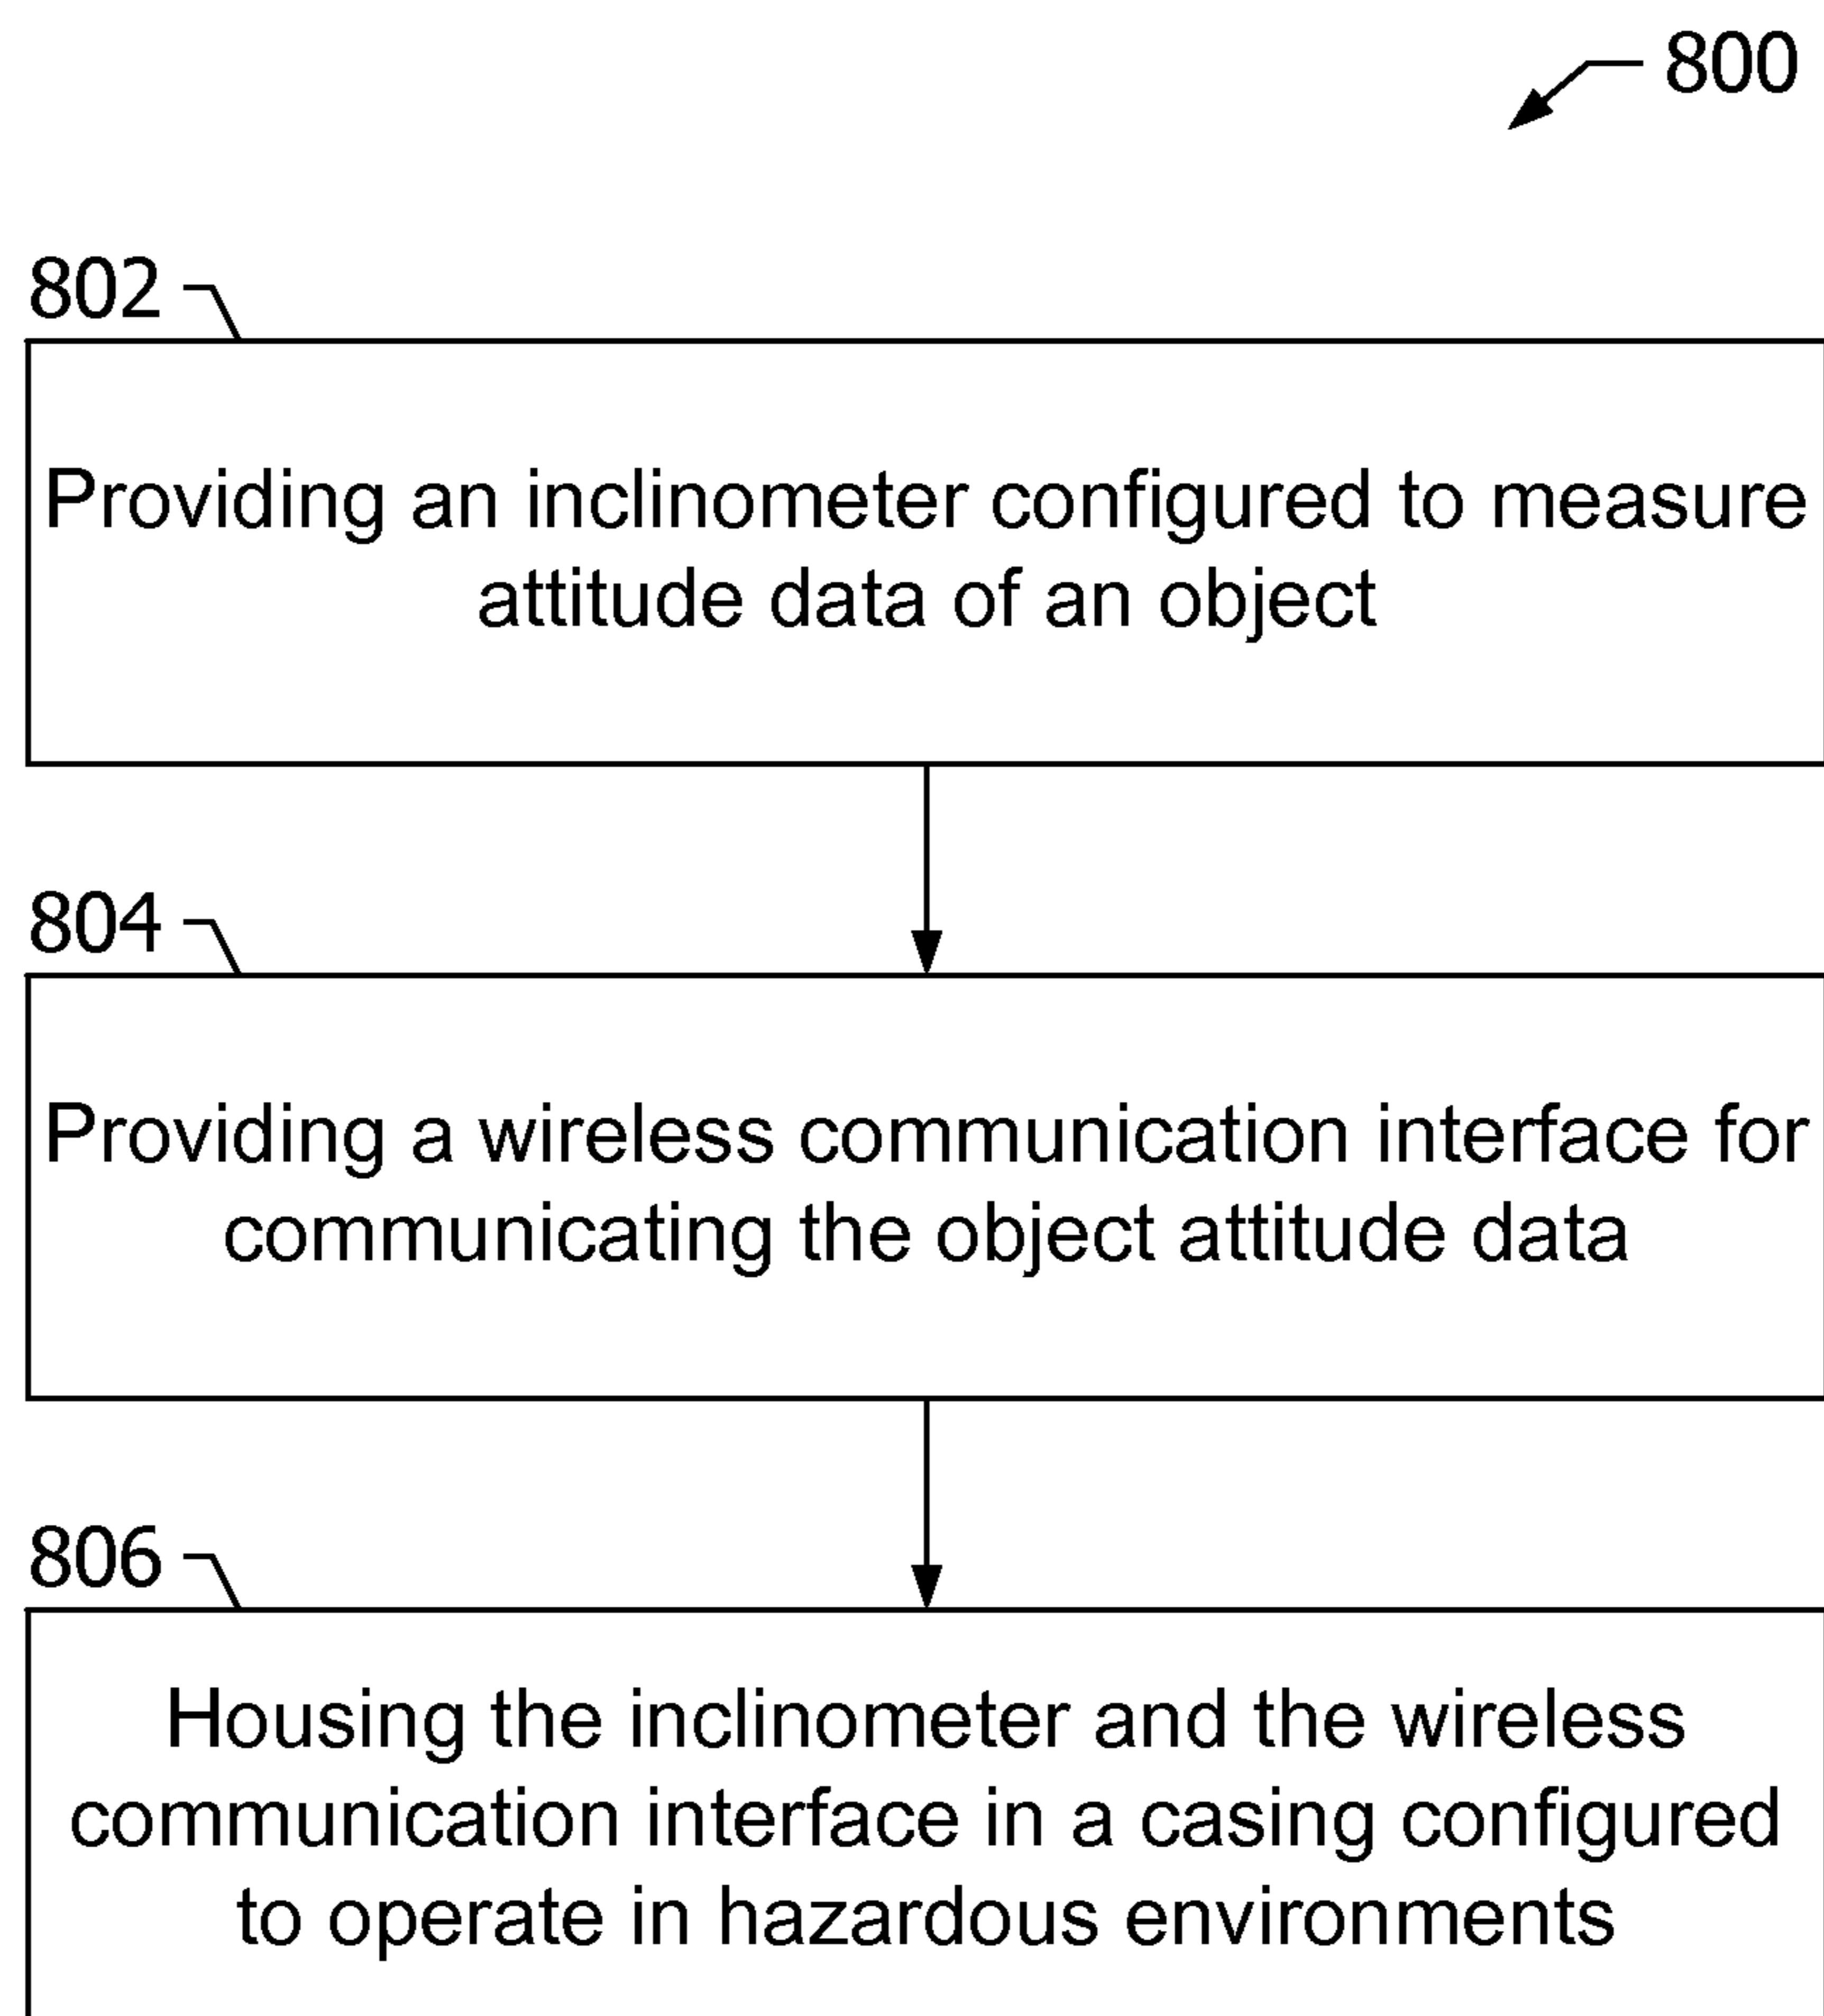 800
802
Providing an inclinometer configured to measure
attitude data of an object
804
Providing a wireless communication interface for
communicating the object attitude data
806
Housing the inclinometer and the wireless
communication interface in a casing configured
to operate in hazardous environments